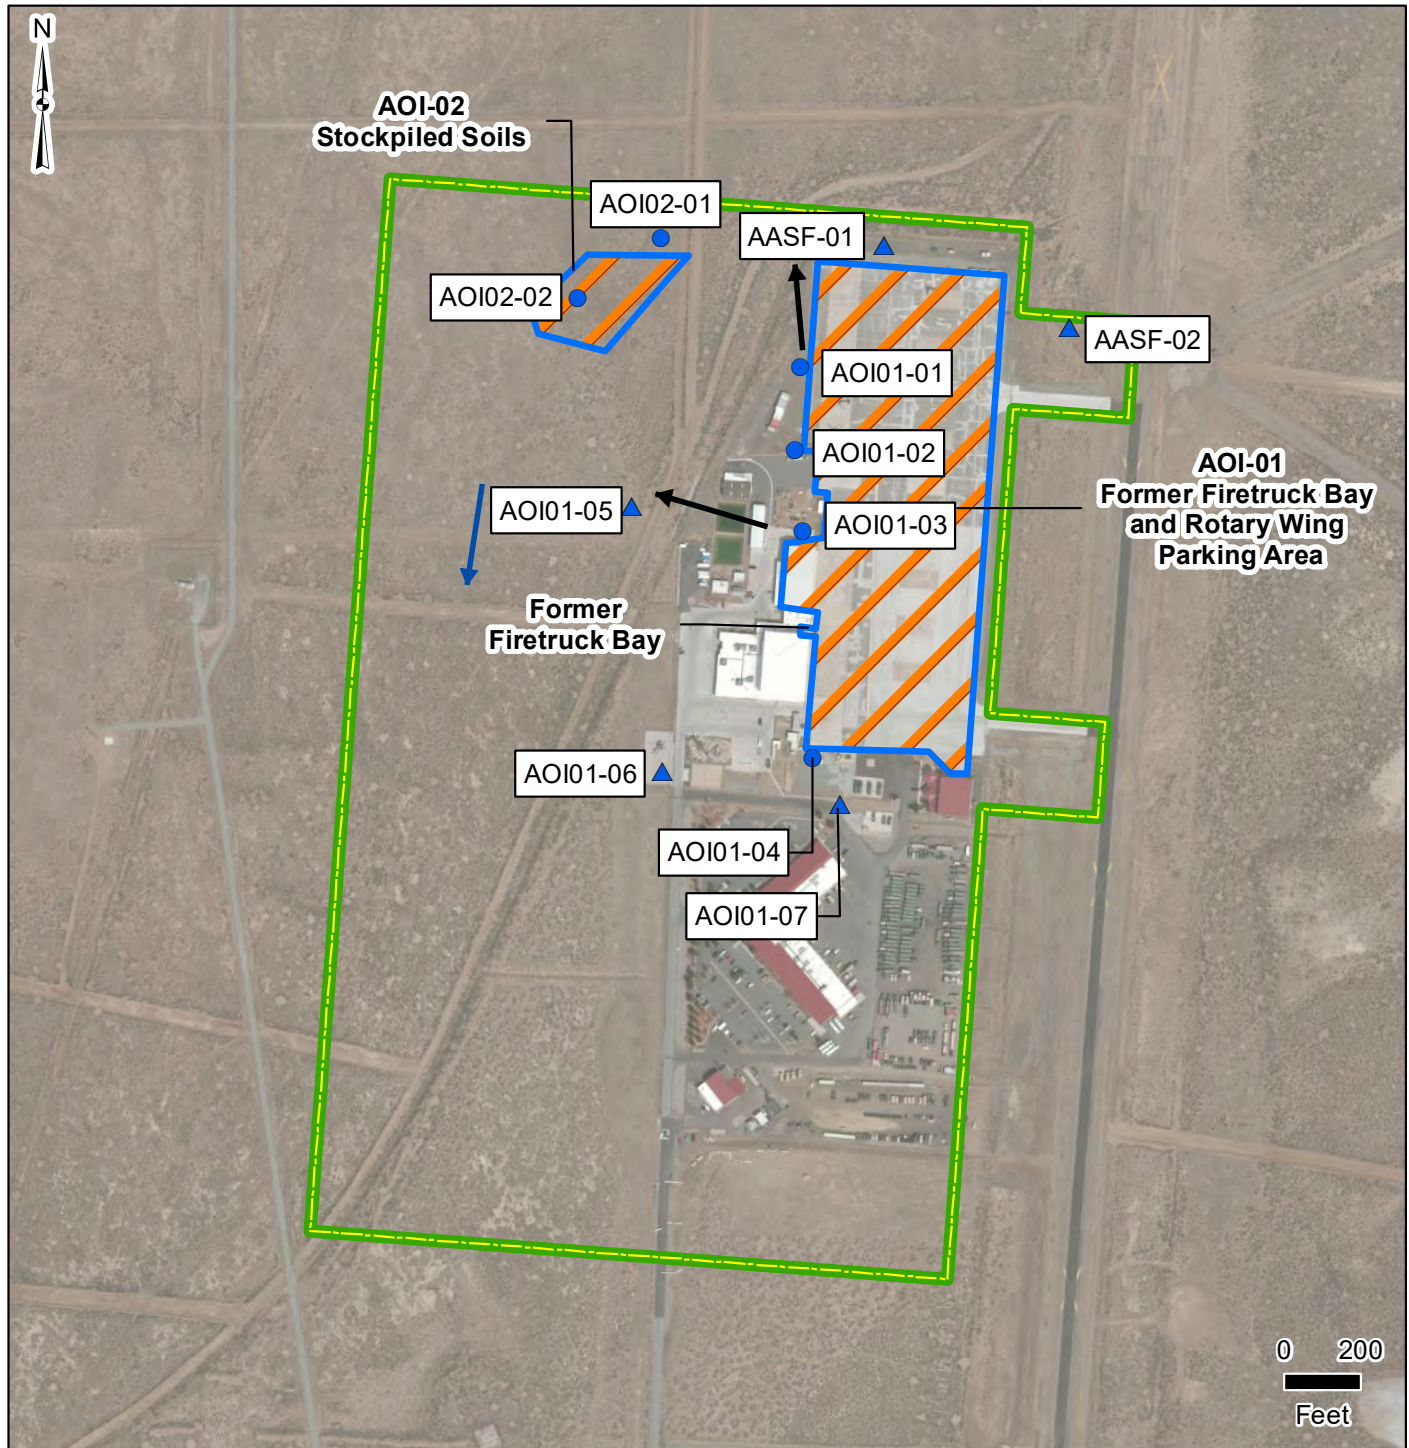 N
AOI-02
Stockpiled Soils
AOI02-01
AASF-01
AOI02-02
AASF-02
AOI01-01
AOI01-02
AOI-01
Former Firetruck Bay
and Rotary Wing
Parking Area
AOI01-05
AOI01-03
Former
Firetruck Bay
AOI01-06
AOI01-04
AOI01-07
0 200
Feet